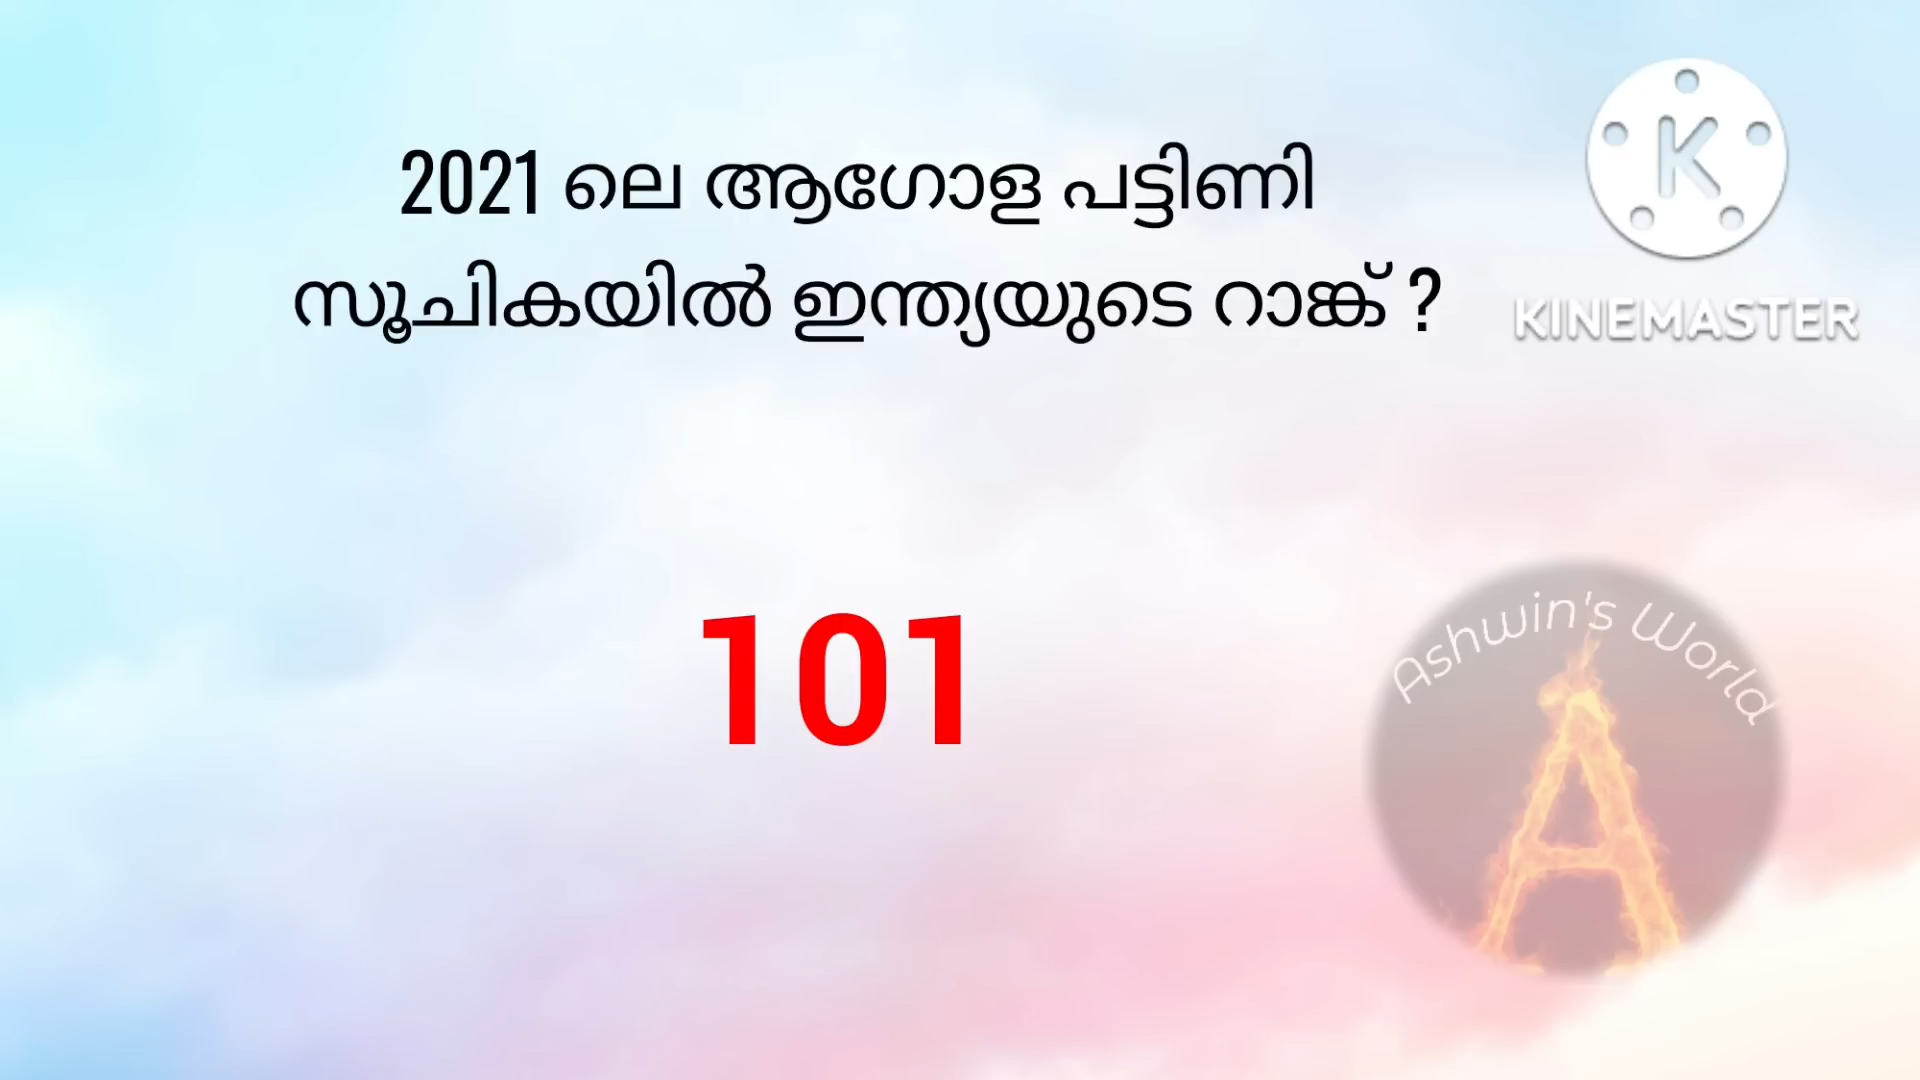 2021 ലെ ആഗോള പട്ടിണി
സൂചികയിൽ ഇന്ത്യയുടെ റാങ്ക് ?
K
KINEMASTER
101
Ashwin's World
A